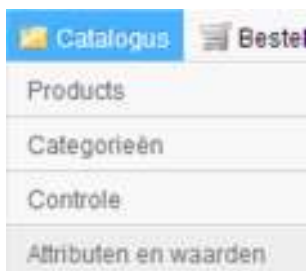 Catalogus Bestel
Products
Categorieën
Controle
Attributen en waarden